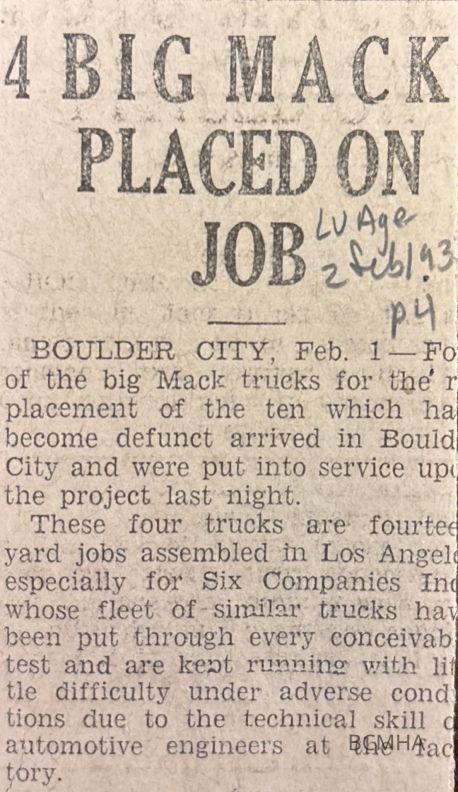 4 BIG MACK
PLACED ON
JOB
LV Age
2 Feb 193
p4
BOULDER CITY, Feb. 1—Fo
of the big Mack trucks for the r
placement of the ten which ha
become defunct arrived in Bould
City and were put into service upo
the project last night.
These four trucks are fourtee
yard jobs assembled in Los Angele
especially for Six Companies Inc
whose fleet of similar trucks hav
been put through every conceivab
test and are kept running with lit
tle difficulty under adverse condi
tions due to the technical skill o
automotive engineers at the fac
tory.
BCMHA